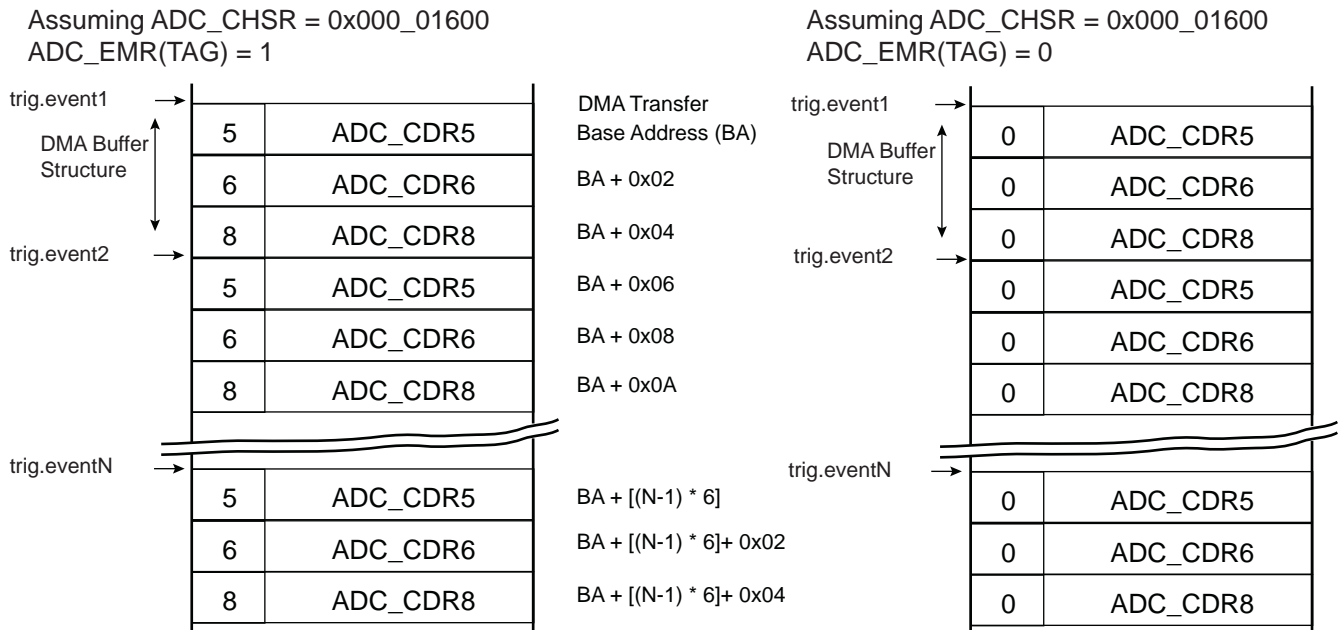 Assuming ADC_CHSR = 0x000_01600
ADC_EMR(TAG) = 1
trig.event1
DMA Buffer
Structure
trig.event2
trig.eventN
5 ADC_CDR5
6 ADC_CDR6
8 ADC_CDR8
5 ADC_CDR5
6 ADC_CDR6
8 ADC_CDR8
5 ADC_CDR5
6 ADC_CDR6
8 ADC_CDR8
DMA Transfer
Base Address (BA)
BA + 0x02
BA + 0x04
BA + 0x06
BA + 0x08
BA + 0x0A
BA + [(N-1) * 6]
BA + [(N-1) * 6]+ 0x02
BA + [(N-1) * 6]+ 0x04
Assuming ADC_CHSR = 0x000_01600
ADC_EMR(TAG) = 0
trig.event1
DMA Buffer
Structure
trig.event2
trig.eventN
0 ADC_CDR5
0 ADC_CDR6
0 ADC_CDR8
0 ADC_CDR5
0 ADC_CDR6
0 ADC_CDR8
0 ADC_CDR5
0 ADC_CDR6
0 ADC_CDR8